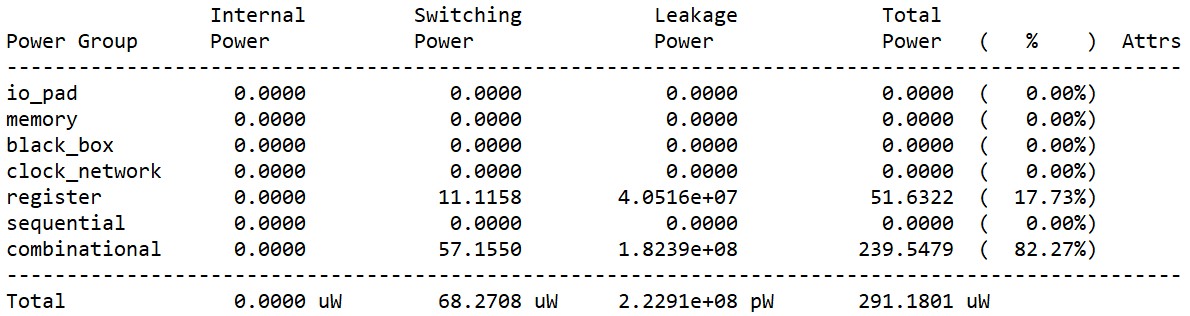 Internal         Switching           Leakage            Total
Power Group      Power            Power               Power              Power   (   %    )  Attrs
--------------------------------------------------------------------------------------------------
io_pad             0.0000            0.0000            0.0000            0.0000  (   0.00%)
memory             0.0000            0.0000            0.0000            0.0000  (   0.00%)
black_box          0.0000            0.0000            0.0000            0.0000  (   0.00%)
clock_network      0.0000            0.0000            0.0000            0.0000  (   0.00%)
register           0.0000           11.1158        4.0516e+07           51.6322  (  17.73%)
sequential         0.0000            0.0000            0.0000            0.0000  (   0.00%)
combinational      0.0000           57.1550        1.8239e+08          239.5479  (  82.27%)
--------------------------------------------------------------------------------------------------
Total              0.0000 uW        68.2708 uW     2.2291e+08 pW       291.1801 uW